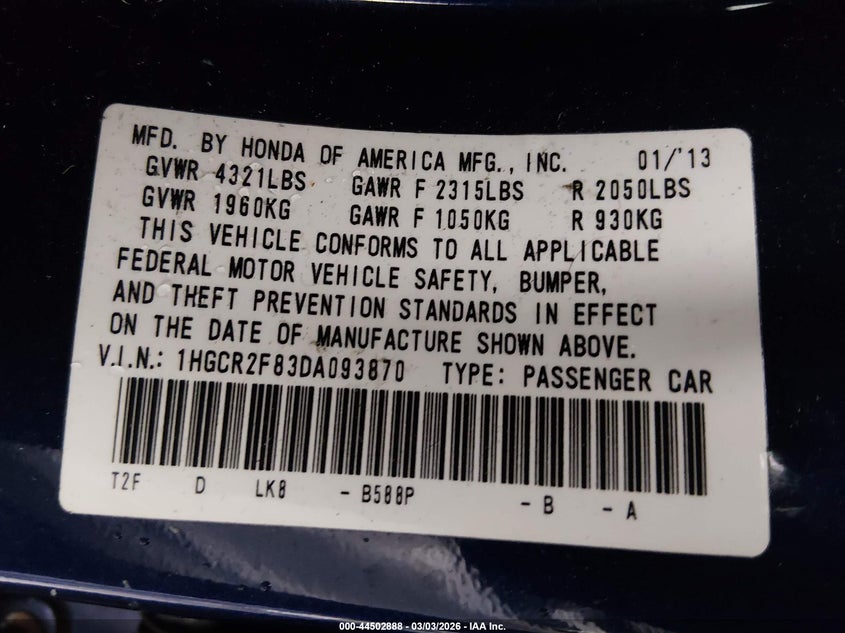 MFD. BY HONDA OF AMERICA MFG., INC. 01/'13
GVWR 4321LBS GAWR F 2315LBS R 2050LBS
GVWR 1960KG GAWR F 1050KG R 930KG
THIS VEHICLE CONFORMS TO ALL APPLICABLE
FEDERAL MOTOR VEHICLE SAFETY, BUMPER,
AND THEFT PREVENTION STANDARDS IN EFFECT
ON THE DATE OF MANUFACTURE SHOWN ABOVE.
V.I.N.: 1HGCR2F83DA093870 TYPE: PASSENGER CAR
T2F D LK8 - B588P - B - A
000-44502888 - 03/03/2026 - IAA Inc.